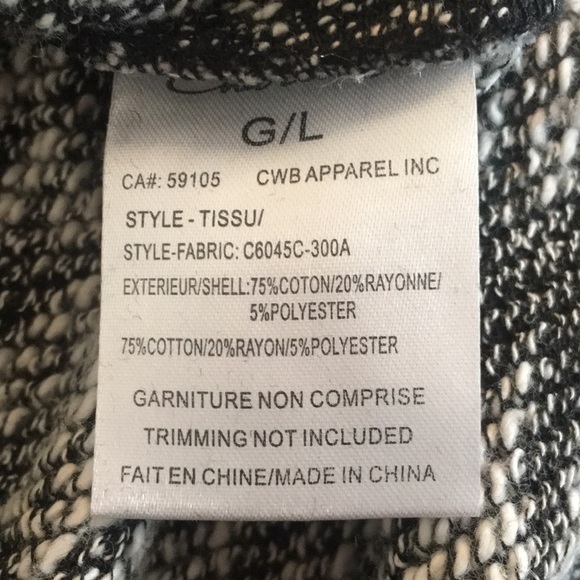 G/L
CA#: 59105 CWB APPAREL INC
STYLE - TISSU/
STYLE-FABRIC: C6045C-300A
EXTERIEUR/SHELL:75%COTON/20%RAYONNE/
5%POLYESTER
75%COTTON/20%RAYON/5%POLYESTER
GARNITURE NON COMPRISE
TRIMMING NOT INCLUDED
FAIT EN CHINE/MADE IN CHINA